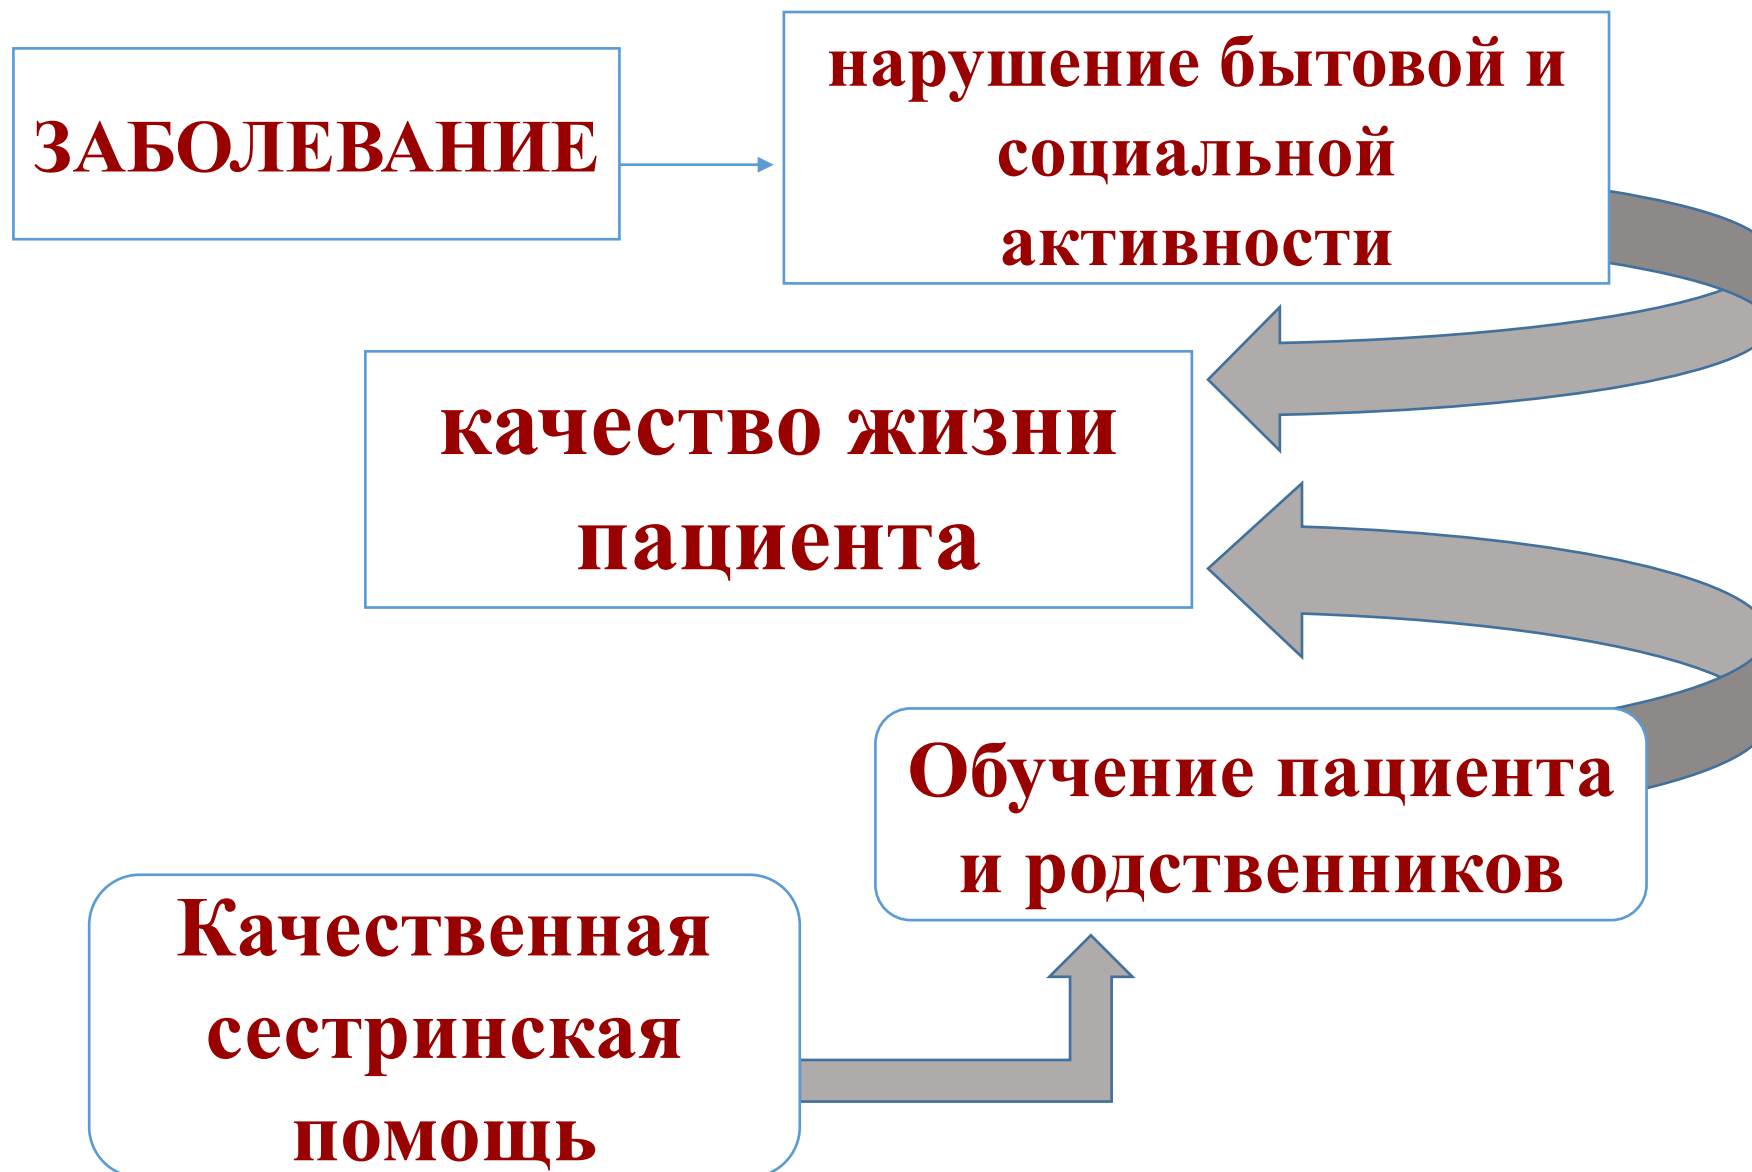 ЗАБОЛЕВАНИЕ
нарушение бытовой и
социальной
активности
качество жизни
пациента
Обучение пациента
и родственников
Качественная
сестринская
помощь